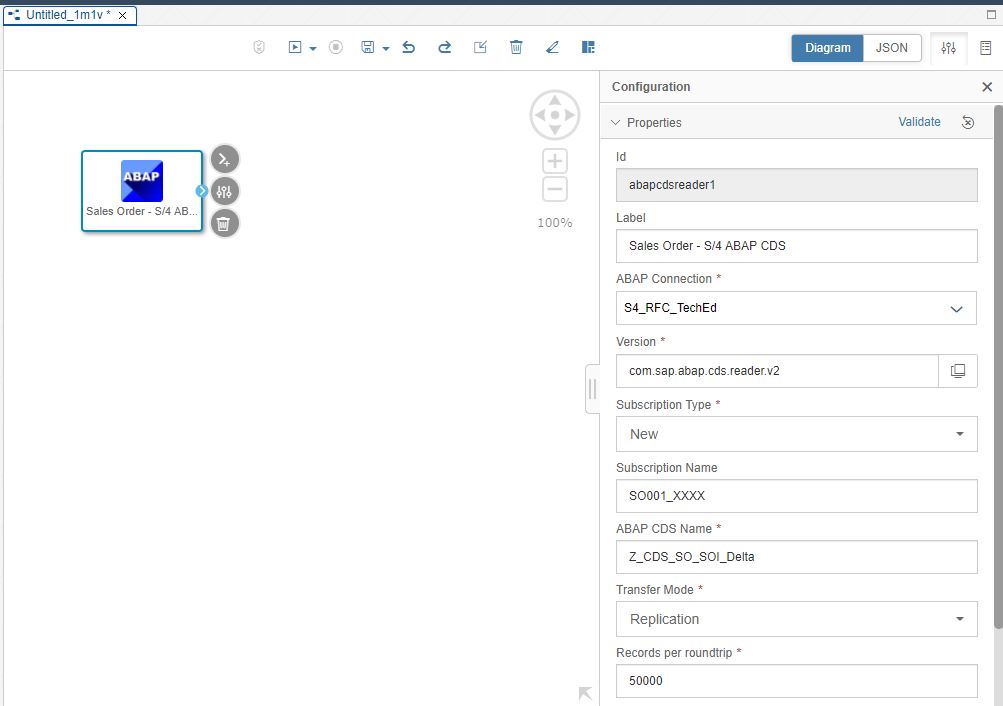 Untitled_1m1v *
Diagram
JSON
Configuration
Properties
Validate
Id
abapcdsreader1
Label
Sales Order - S/4 ABAP CDS
ABAP Connection *
S4_RFC_TechEd
Version *
com.sap.abap.cds.reader.v2
Subscription Type *
New
Subscription Name
SO001_XXXX
ABAP CDS Name *
Z_CDS_SO_SOI_Delta
Transfer Mode *
Replication
Records per roundtrip *
50000
ABAP
Sales Order - S/4 AB...
100%